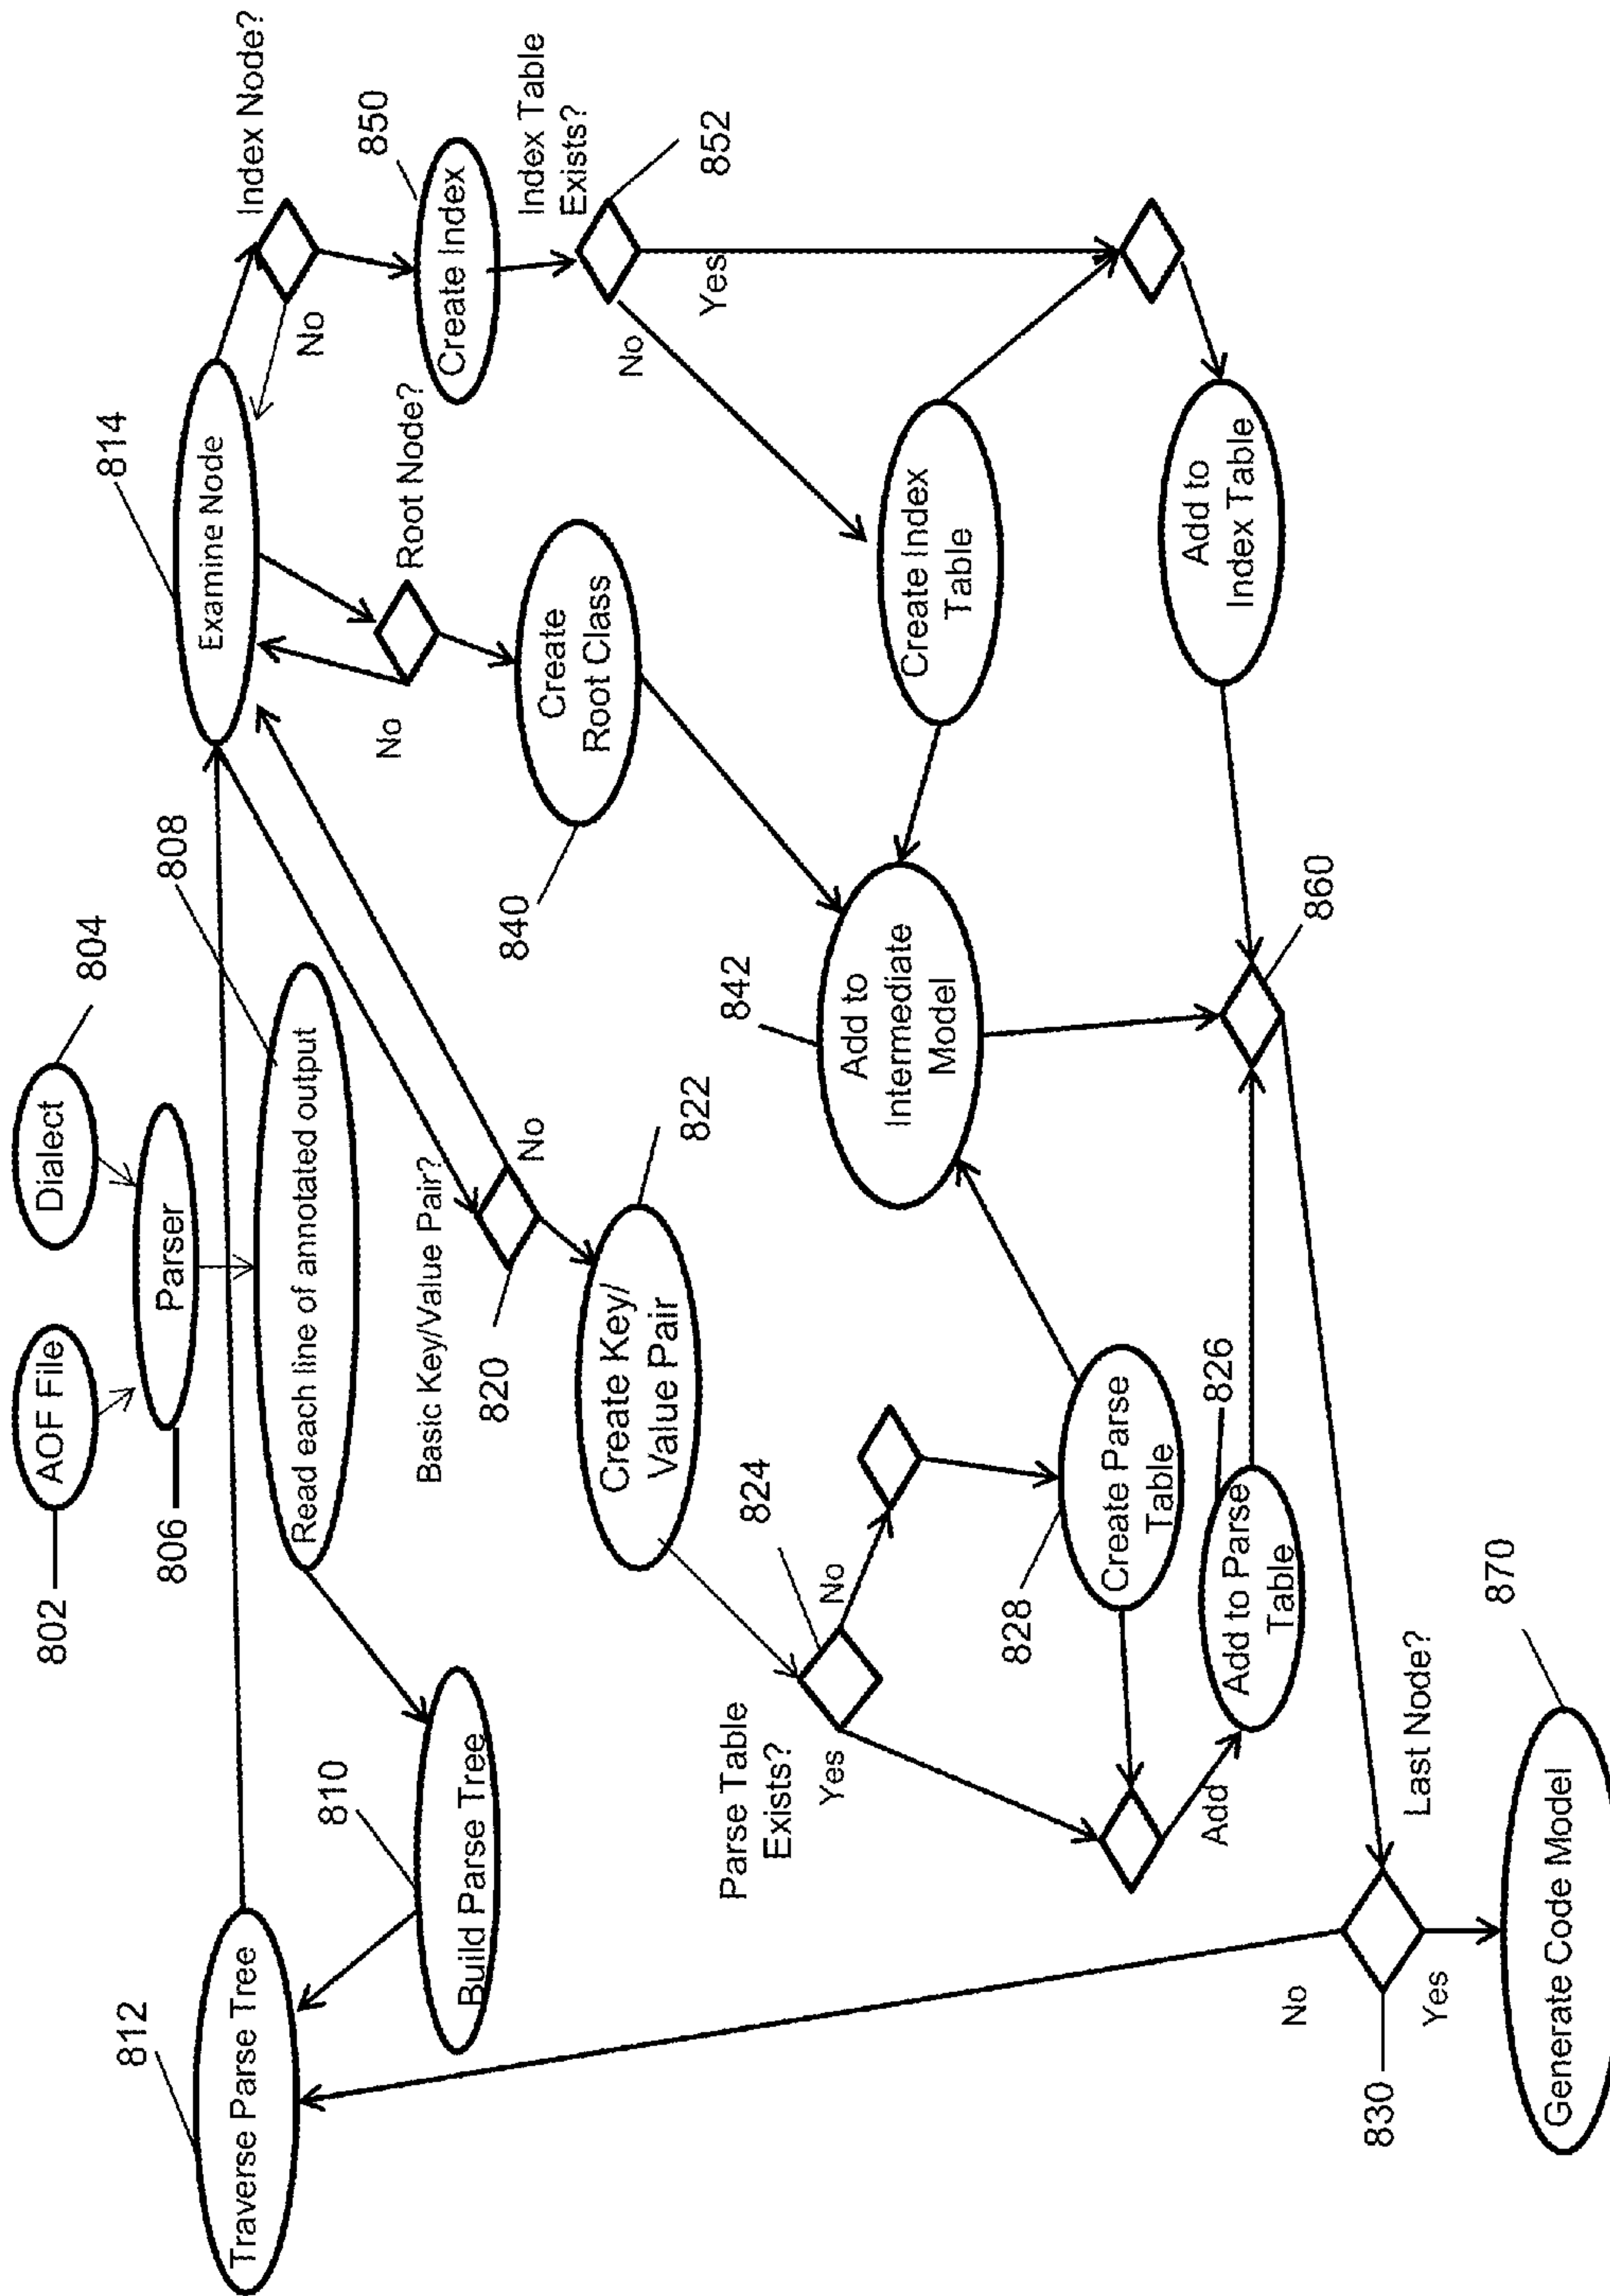 802
AOF File
Dialect
804
806
Parser
808
Read each line of annotated output
812
Traverse Parse Tree
810
Build Parse Tree
814
Examine Node
Index Node?
No
Root Node?
No
850
Create Index
Index Table
Exists?
852
No
Yes
Basic Key/Value Pair?
820
No
822
Create Key/
Value Pair
840
Create
Root Class
Parse Table
Exists?
824
Yes
No
842
Add to
Intermediate
Model
Create Index
Table
828
Create Parse
Table
Add
826
Add to Parse
Table
Add to
Index Table
860
Last Node?
830
No
Yes
870
Generate Code Model